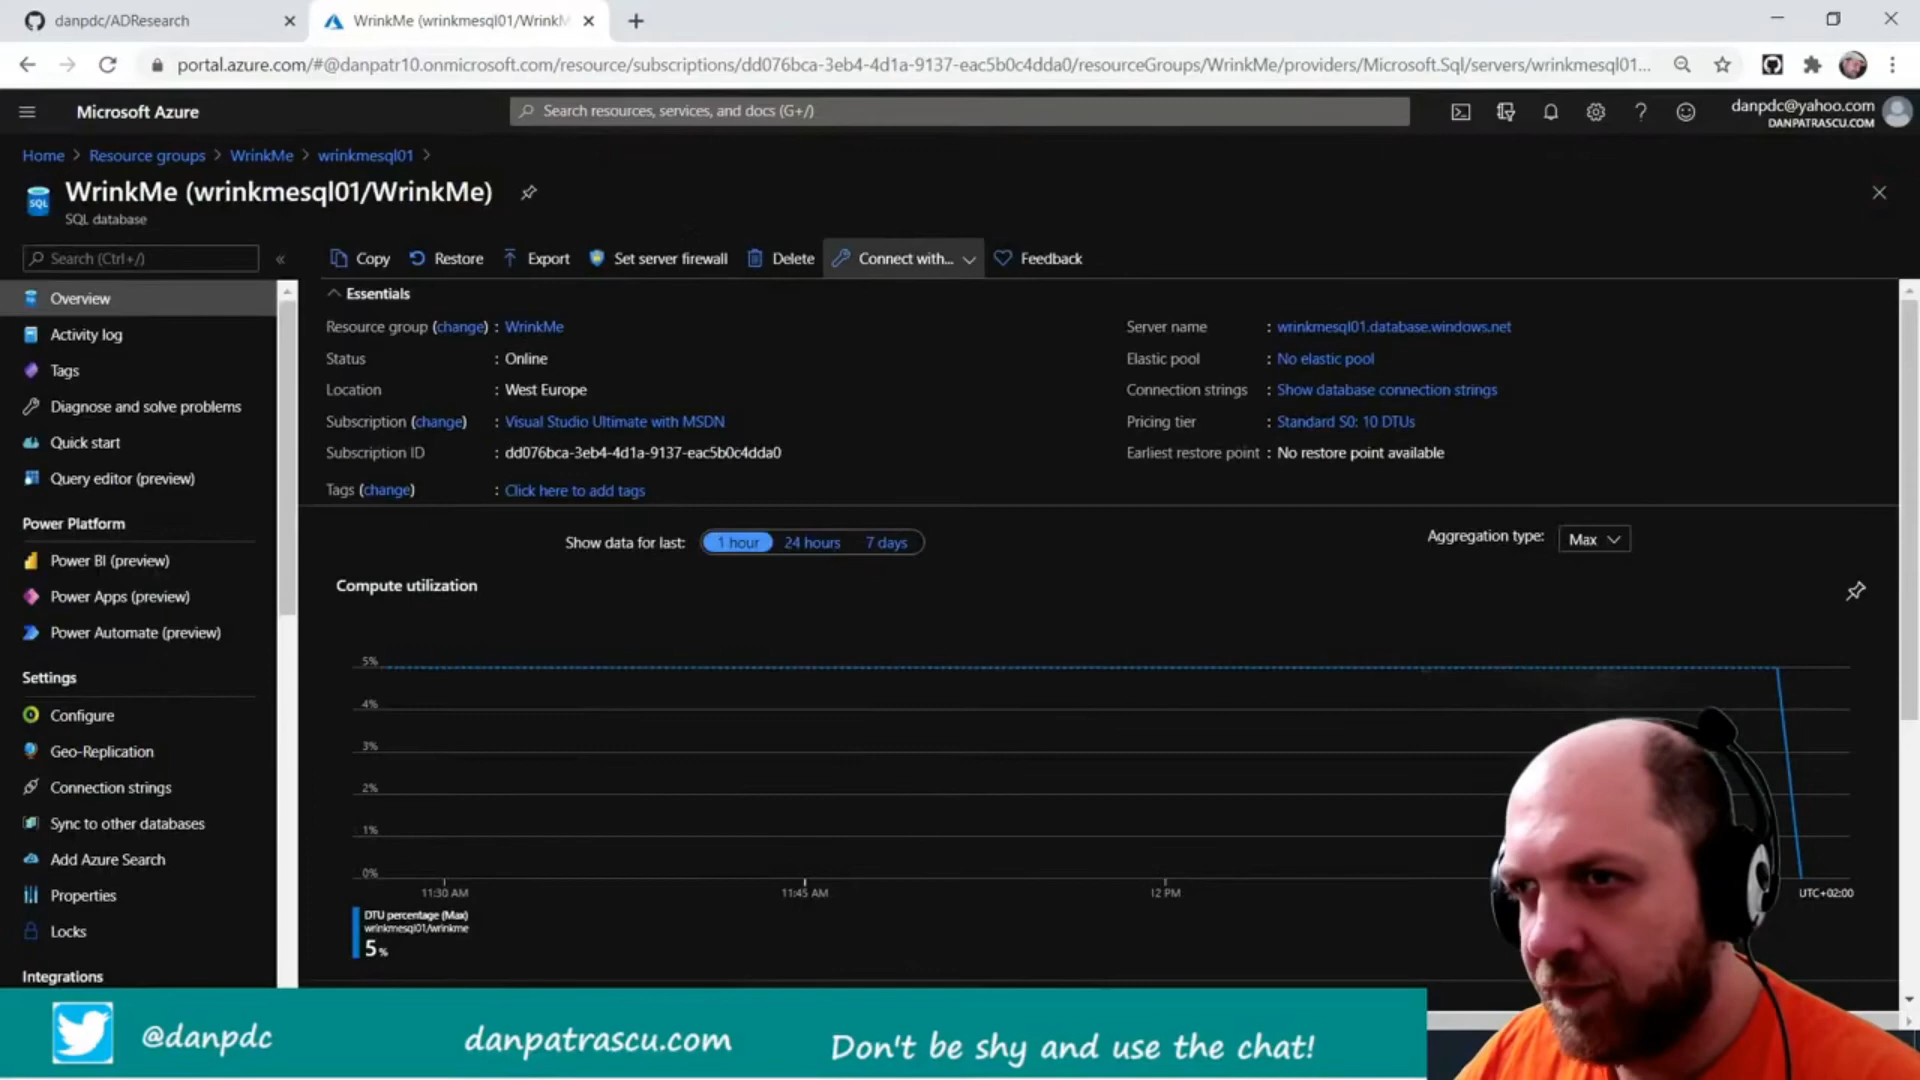 danpdc/ADResearch
WrinkMe (wrinkmesql01/WrinkM
portal.azure.com/#@danpatr10.onmicrosoft.com/resource/subscriptions/dd076bca-3eb4-4d1a-9137-eac5b0c4dda0/resourceGroups/WrinkMe/providers/Microsoft.Sql/servers/wrinkmesql01...
Microsoft Azure
Search resources, services, and docs (G+/)
danpdc@yahoo.com
DANPATRASCU.COM
Home > Resource groups > WrinkMe > wrinkmesql01 >
SQL
WrinkMe (wrinkmesql01/WrinkMe)
SQL database
Search (Ctrl+/)
«
Copy
Restore
Export
Set server firewall
Delete
Connect with...
Feedback
Overview
Activity log
Tags
Diagnose and solve problems
Quick start
Query editor (preview)
Power Platform
Power BI (preview)
Power Apps (preview)
Power Automate (preview)
Settings
Configure
Geo-Replication
Connection strings
Sync to other databases
Add Azure Search
Properties
Locks
Integrations
Essentials
Resource group (change) : WrinkMe
Status : Online
Location : West Europe
Subscription (change) : Visual Studio Ultimate with MSDN
Subscription ID : dd076bca-3eb4-4d1a-9137-eac5b0c4dda0
Tags (change) : Click here to add tags
Server name : wrinkmesql01.database.windows.net
Elastic pool : No elastic pool
Connection strings : Show database connection strings
Pricing tier : Standard S0: 10 DTUs
Earliest restore point : No restore point available
Show data for last: 1 hour 24 hours 7 days
Aggregation type: Max
Compute utilization
5%
4%
3%
2%
1%
0%
11:30 AM
11:45 AM
12 PM
UTC+02:00
DTU percentage (Max)
wrinkmesql01/wrinkme
5 %
@danpdc
danpatrascu.com
Don't be shy and use the chat!